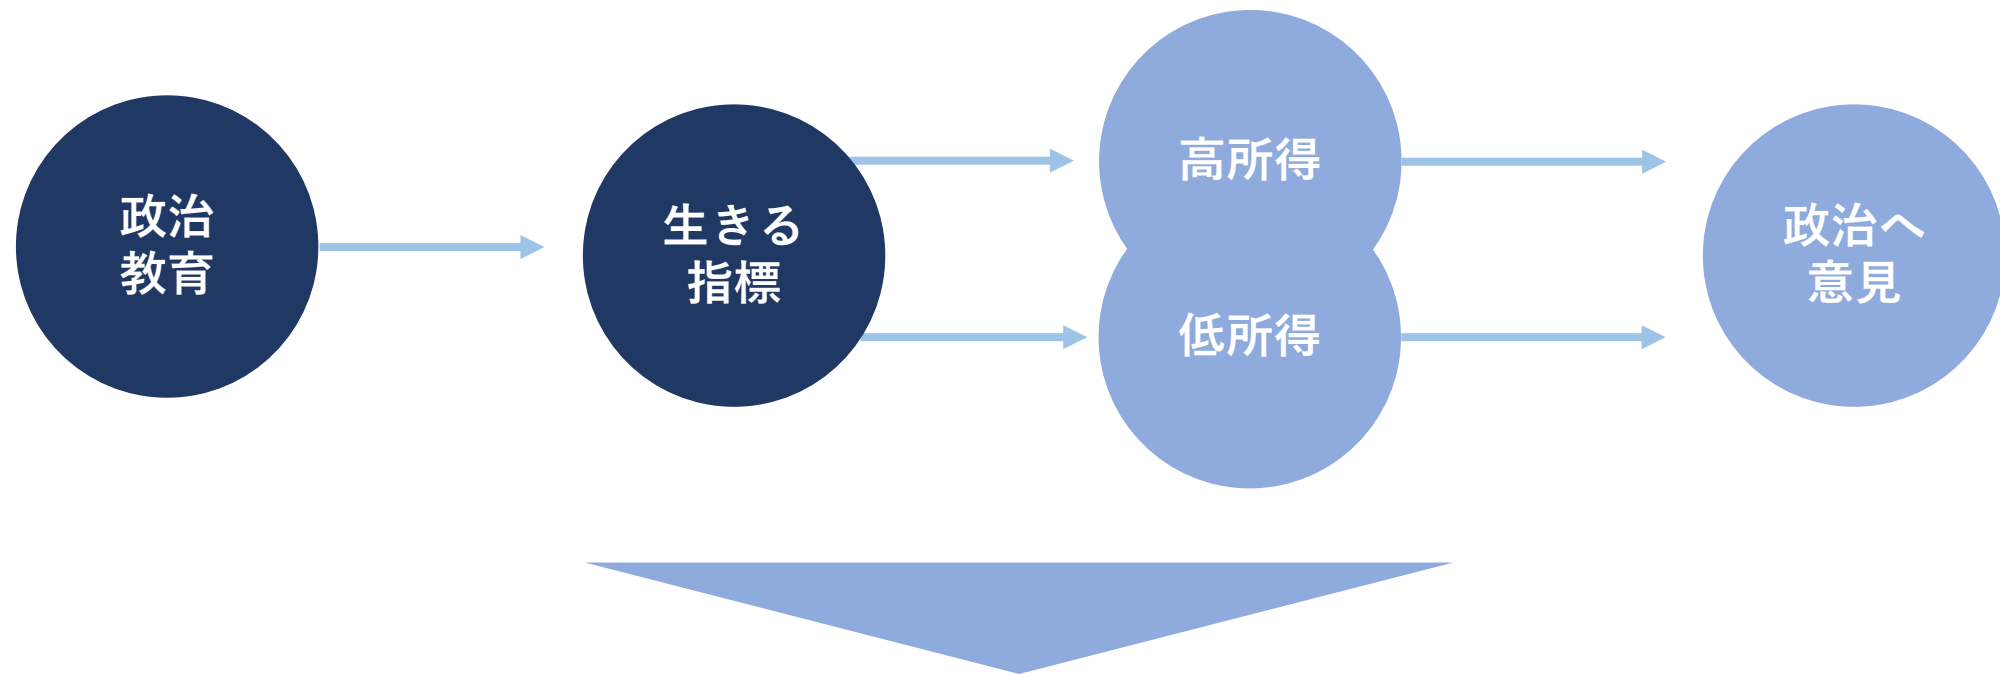 政治
教育
生きる
指標
高所得
低所得
政治へ
意見